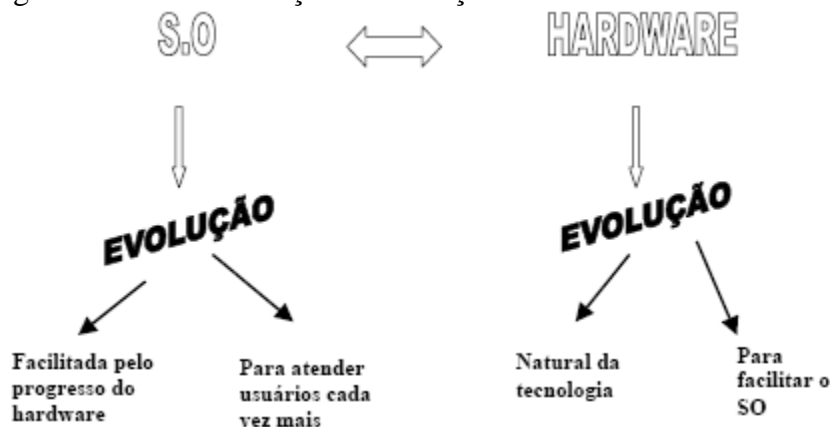 S.O
HARDWARE
EVOLUÇÃO
EVOLUÇÃO
Facilitada pelo
progresso do
hardware
Para atender
usuários cada
vez mais
Natural da
tecnologia
Para
facilitar o
SO